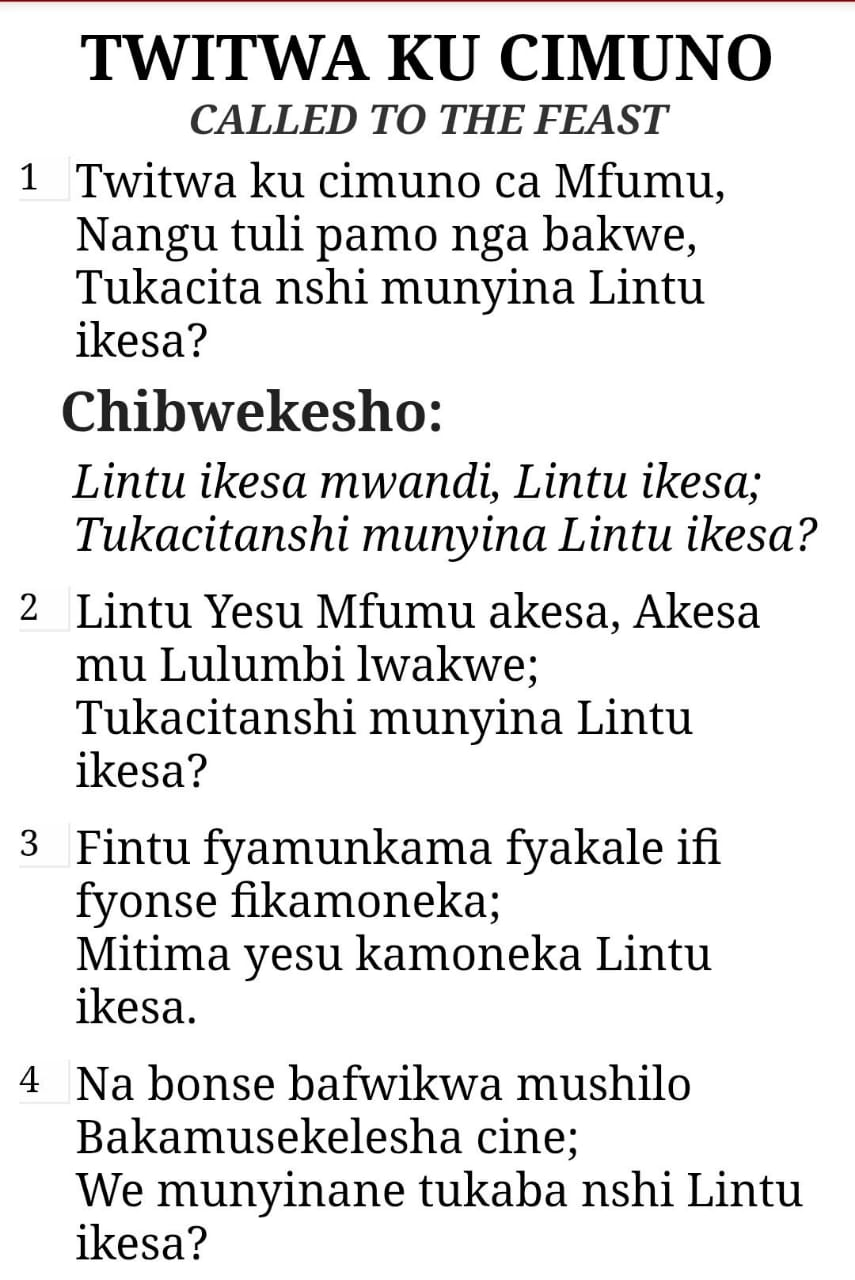 TWITWA KU CIMUNO
CALLED TO THE FEAST
1 Twitwa ku cimuno ca Mfumu,
Nangu tuli pamo nga bakwe,
Tukacita nshi munyina Lintu
ikesa?
Chibwekesho:
Lintu ikesa mwandi, Lintu ikesa;
Tukacitanshi munyina Lintu ikesa?
2 Lintu Yesu Mfumu akesa, Akesa
mu Lulumbi lwakwe;
Tukacitanshi munyina Lintu
ikesa?
3 Fintu fyamunkama fyakale ifi
fyonse fikamoneka;
Mitima yesu kamoneka Lintu
ikesa.
4 Na bonse bafwikwa mushilo
Bakamusekelesha cine;
We munyinane tukaba nshi Lintu
ikesa?